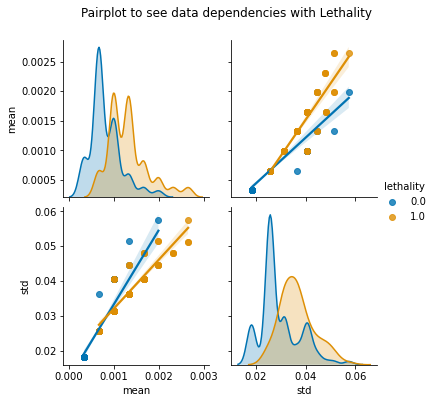 Pairplot to see data dependencies with Lethality
0.0025
0.0020
0.0015
0.0010
0.0005
mean
lethality
0.0
1.0
0.06
0.05
0.04
0.03
0.02
std
0.000 0.001 0.002 0.003
0.02 0.04 0.06
mean
std